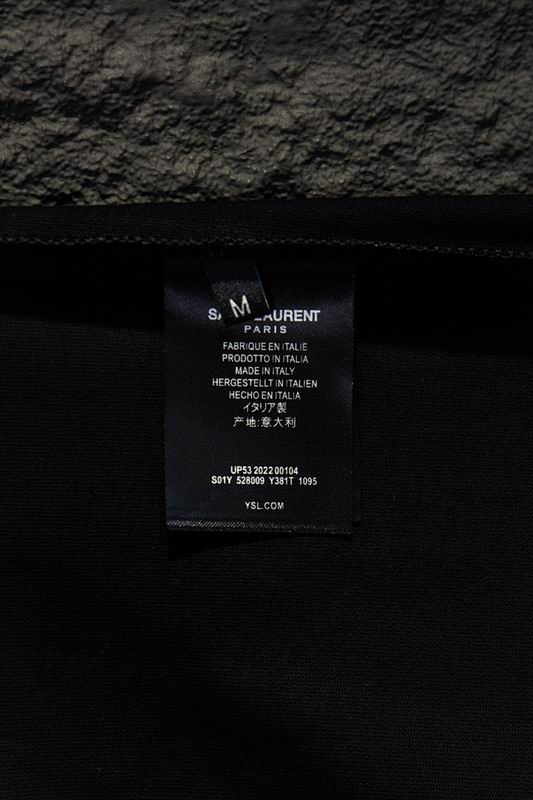 M
SA LAURENT
PARIS
FABRIQUE EN ITALIE
PRODOTTO IN ITALIA
MADE IN ITALY
HERGESTELLT IN ITALIEN
HECHO EN ITALIA
イタリア製
产地:意大利
UP53 2022 00104
S01Y 528009 Y381T 1095
YSL.COM